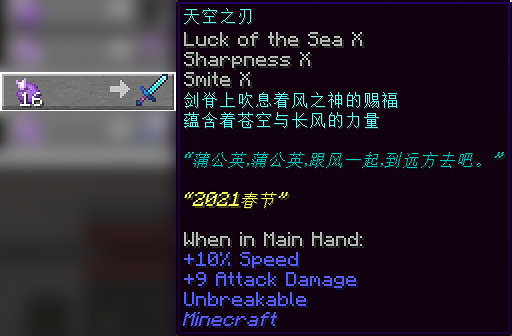 天空之刃
Luck of the Sea X
Sharpness X
Smite X
剑脊上吹息着风之神的赐福
蕴含着苍空与长风的力量
“蒲公英,蒲公英,跟风一起,到远方去吧。”
“2021春节”
16
When in Main Hand:
+10% Speed
+9 Attack Damage
Unbreakable
Minecraft